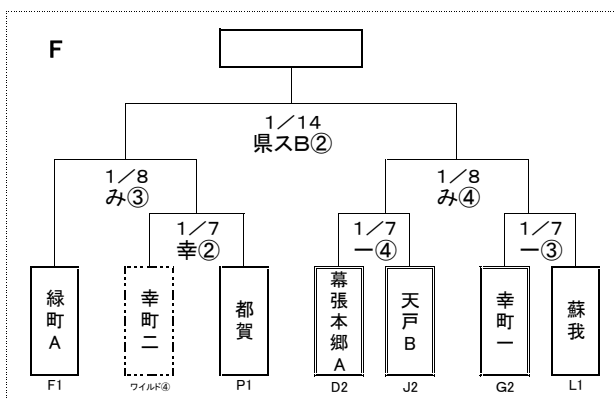 F
1/14
県スB②
1/8
み③
1/8
み④
1/7
幸②
1/7
一④
1/7
一③
緑町A
幸町二
都賀
幕張本郷A
天戸B
幸町一
蘇我
F1
ワイルド④
P1
D2
J2
G2
L1